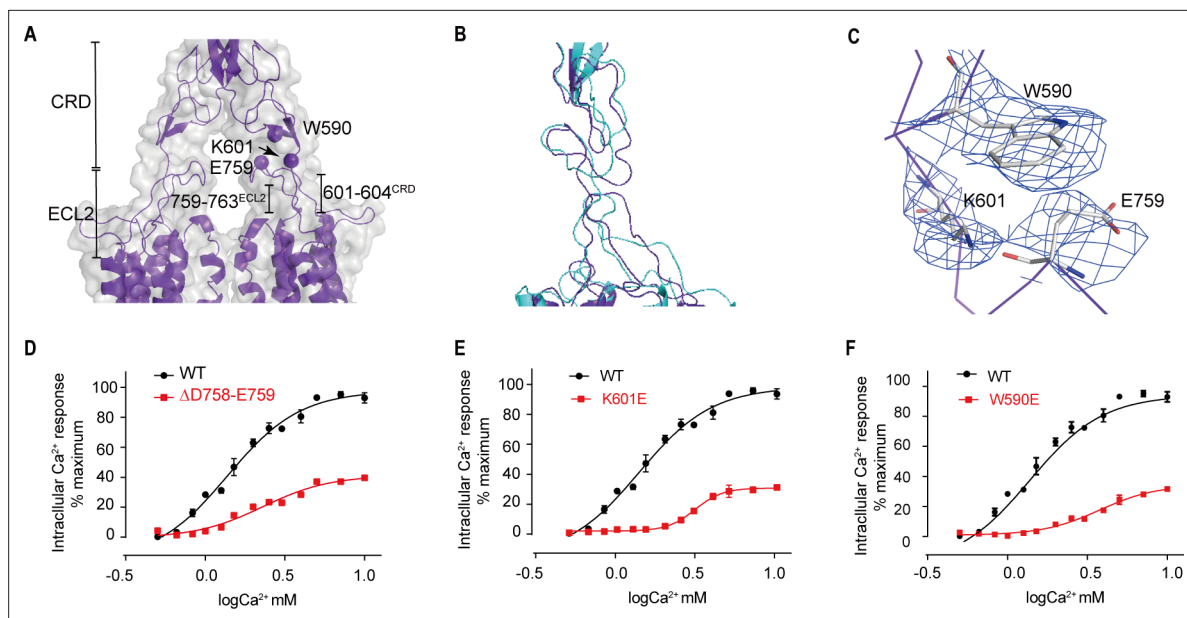 A
CRD
ECL2
W590
K601
E759
759-763ECL2
601-604CRD
B
C
W590
K601
E759
D
Intracllular Ca2+ response
% maximum
100
80
60
40
20
0
WT
ΔD758-E759
-0.5
0.0
0.5
1.0
logCa2+ mM
E
Intracllular Ca2+ response
% maximum
100
80
60
40
20
0
WT
K601E
-0.5
0.0
0.5
1.0
logCa2+ mM
F
Intracllular Ca2+ response
% maximum
100
80
60
40
20
0
WT
W590E
-0.5
0.0
0.5
1.0
logCa2+ mM